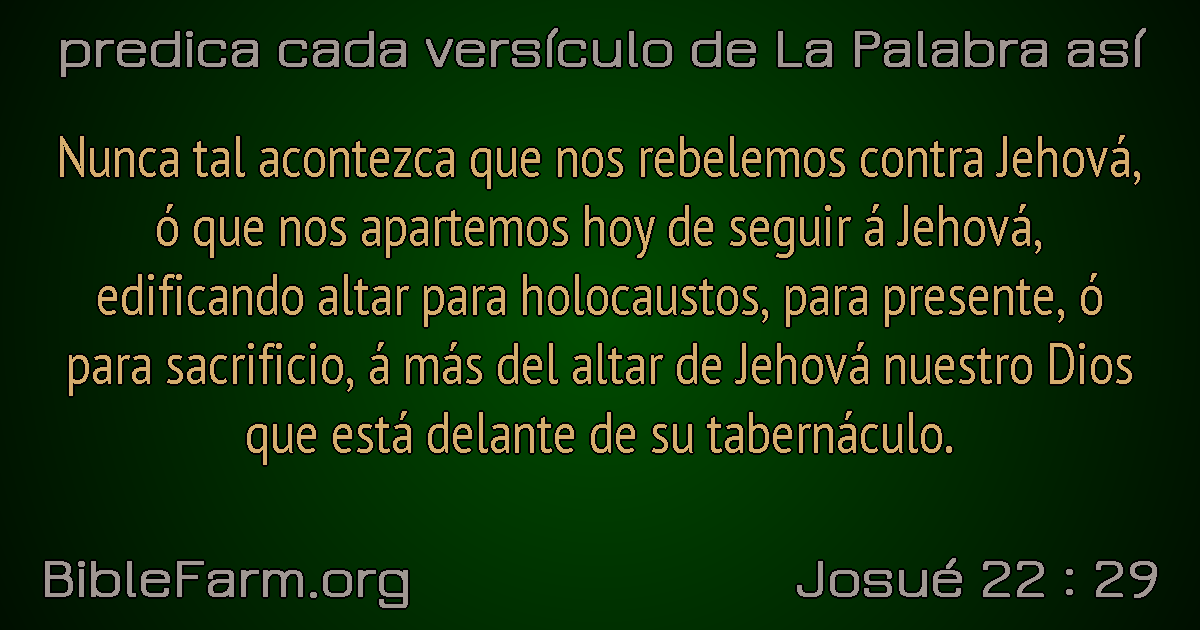 predica cada versículo de La Palabra así
Nunca tal acontezca que nos rebelemos contra Jehová,
ó que nos apartemos hoy de seguir á Jehová,
edificando altar para holocaustos, para presente, ó
para sacrificio, á más del altar de Jehová nuestro Dios
que está delante de su tabernáculo.
BibleFarm.org
Josué 22 : 29